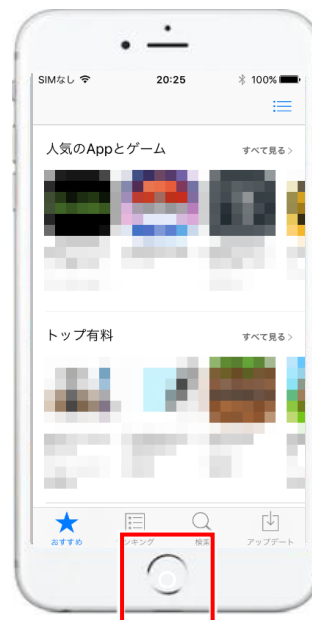 SIMなし 20:25 100%
人気のAppとゲーム すべて見る>
トップ有料 すべて見る>
おすすめ ランキング 検索 アップデート